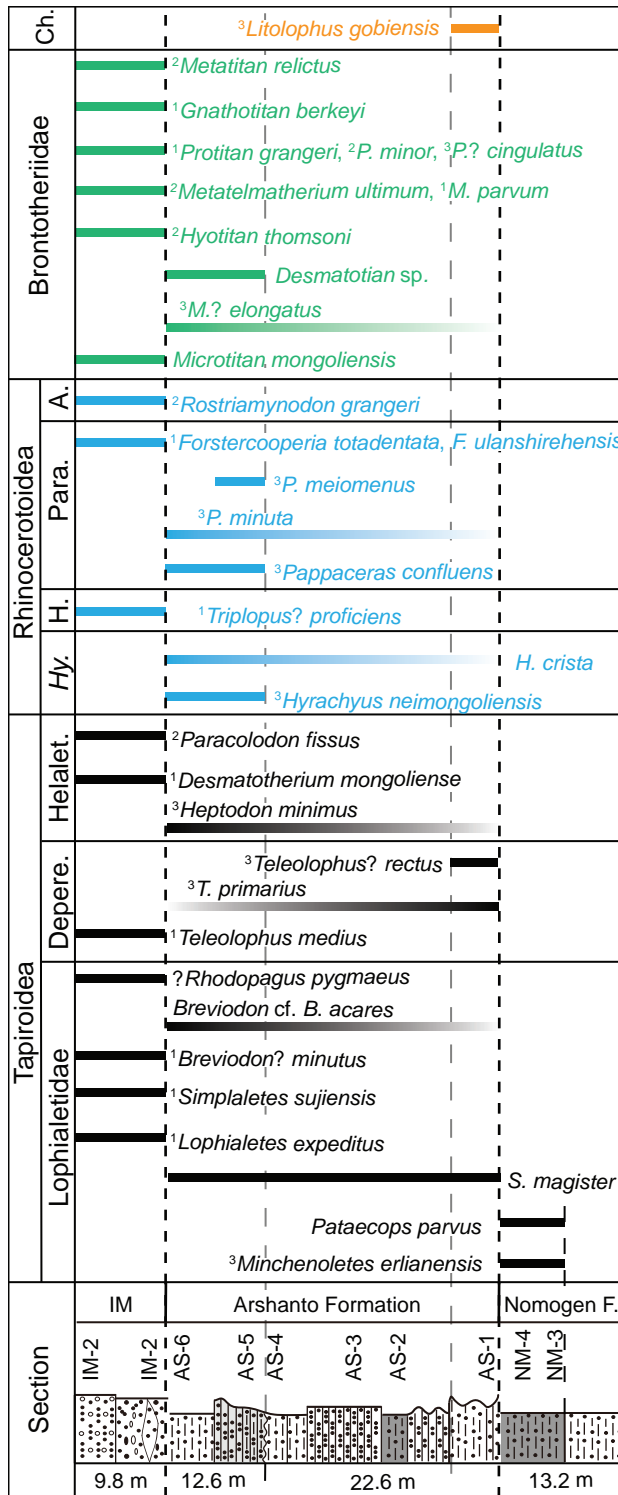 Ch.
³Litolophus gobiensis
Brontotheriidae
²Metatitan relictus
¹Gnathotitan berkeyi
¹Protitan grangeri, ²P. minor, ³P.? cingulatus
²Metatelmatherium ultimum, ¹M. parvum
²Hyotitan thomsoni
Desmatotian sp.
³M.? elongatus
Microtitan mongoliensis
Rhinocerotoidea
A.
²Rostriamynodon grangeri
Para.
¹Forstercooperia totadentata, F. ulanshirehensis
³P. meiomenus
³P. minuta
³Pappaceras confluens
H.
¹Triplopus? proficiens
Hy.
H. crista
³Hyrachyus neimongoliensis
Tapiroidea
Helalet.
²Paracolodon fissus
¹Desmatotherium mongoliense
³Heptodon minimus
Depere.
³Teleolophus? rectus
³T. primarius
¹Teleolophus medius
Lophialetidae
?Rhodopagus pygmaeus
Breviodon cf. B. acares
¹Breviodon? minutus
¹Simplaletes sujiensis
¹Lophialetes expeditus
S. magister
Pataecops parvus
³Minchenoletes erlianensis
Section
IM Arshanto Formation Nomogen F.
IM-2 IM-2 AS-6 AS-5 AS-4 AS-3 AS-2 AS-1 NM-4 NM-3
9.8 m 12.6 m 22.6 m 13.2 m